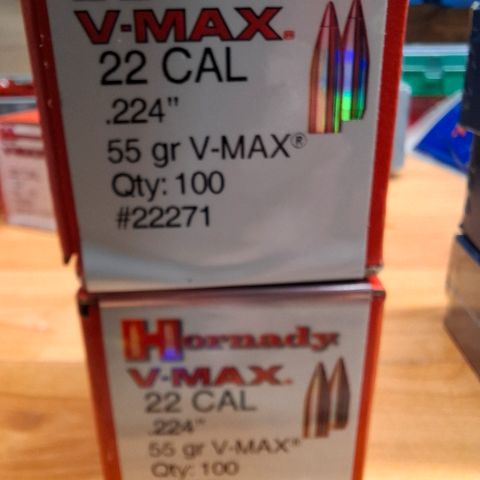 V-MAX®
22 CAL
.224"
55 gr V-MAX®
Qty: 100
#22271
Hornady
V-MAX®
22 CAL
.224"
55 gr V-MAX®
Qty: 100